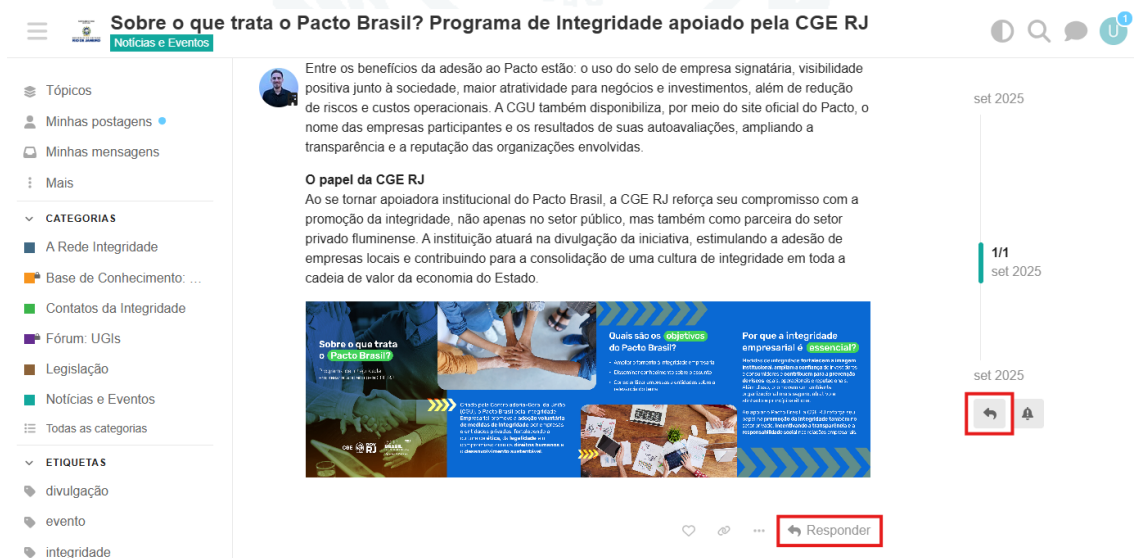 Sobre o que trata o Pacto Brasil? Programa de Integridade apoiado pela CGE RJ
Notícias e Eventos
U
1
Tópicos
Minhas postagens
Minhas mensagens
Mais
CATEGORIAS
A Rede Integridade
Base de Conhecimento: ...
Contatos da Integridade
Fórum: UGIs
Legislação
Notícias e Eventos
Todas as categorias
ETIQUETAS
divulgação
evento
integridade
Entre os benefícios da adesão ao Pacto estão: o uso do selo de empresa signatária, visibilidade
positiva junto à sociedade, maior atratividade para negócios e investimentos, além de redução
de riscos e custos operacionais. A CGU também disponibiliza, por meio do site oficial do Pacto, o
nome das empresas participantes e os resultados de suas autoavaliações, ampliando a
transparência e a reputação das organizações envolvidas.
O papel da CGE RJ
Ao se tornar apoiadora institucional do Pacto Brasil, a CGE RJ reforça seu compromisso com a
promoção da integridade, não apenas no setor público, mas também como parceira do setor
privado fluminense. A instituição atuará na divulgação da iniciativa, estimulando a adesão de
empresas locais e contribuindo para a consolidação de uma cultura de integridade em toda a
cadeia de valor da economia do Estado.
Sobre o que trata
o Pacto Brasil?
Quais são os objetivos
do Pacto Brasil?
Por que a integridade
empresarial é essencial?
CGE
RJ
Responder
set 2025
1/1
set 2025
set 2025